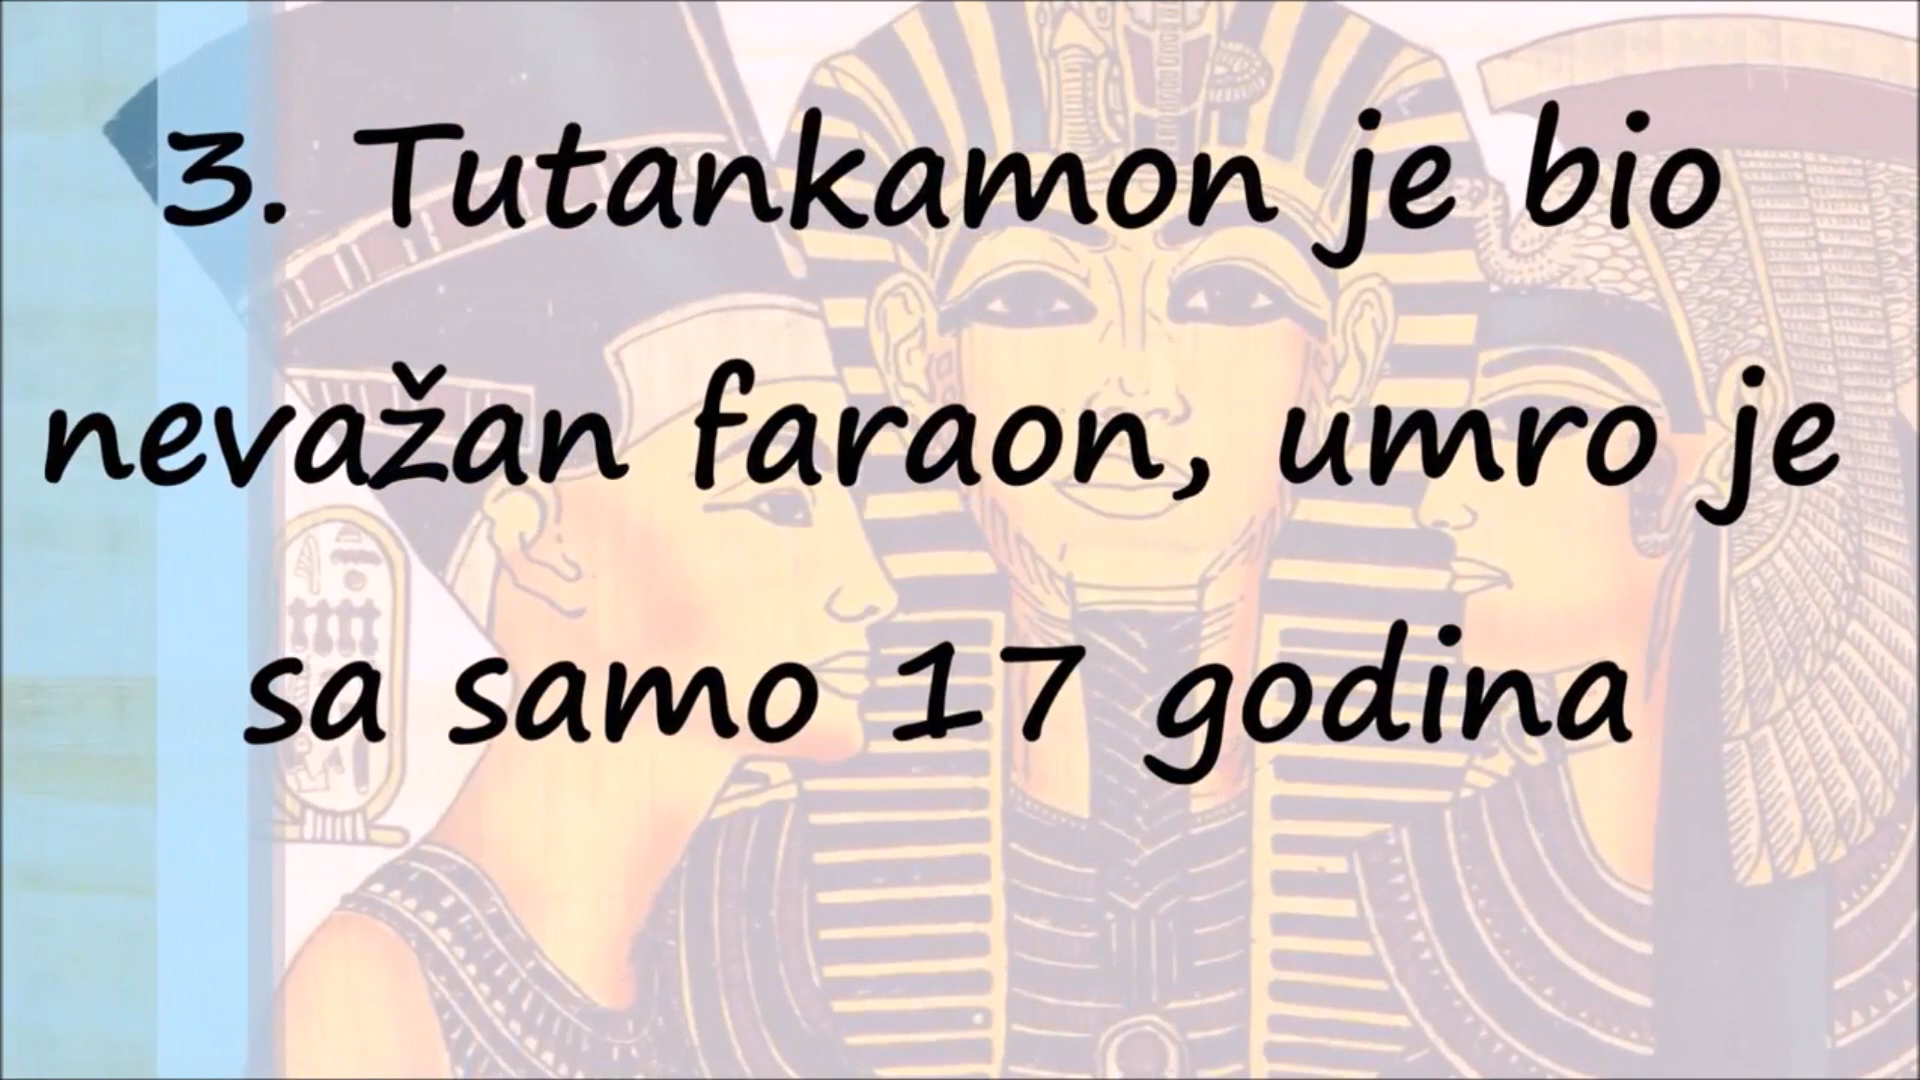 3. Tutankamon je bio
nevažan faraon, umro je
sa samo 17 godina